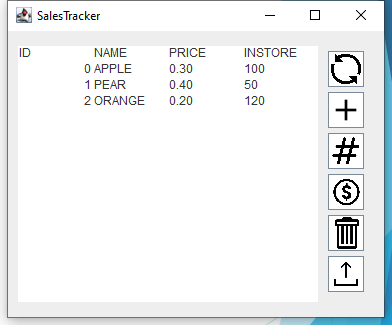 SalesTracker
ID NAME PRICE INSTORE
0 APPLE 0.30 100
1 PEAR 0.40 50
2 ORANGE 0.20 120